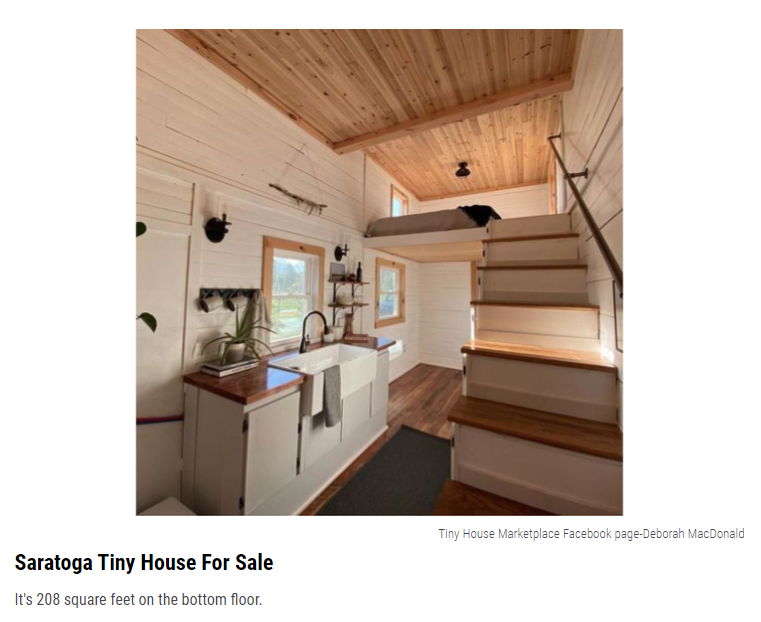 Tiny House Marketplace Facebook page-Deborah MacDonald
Saratoga Tiny House For Sale
It's 208 square feet on the bottom floor.